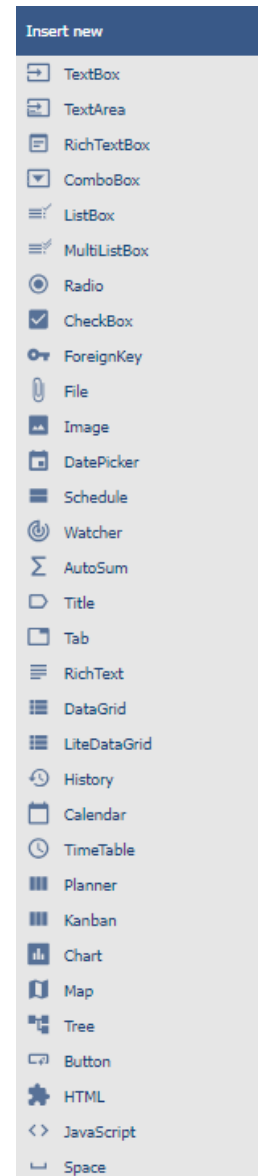 Insert new
TextBox
TextArea
RichTextBox
ComboBox
ListBox
MultiListBox
Radio
CheckBox
ForeignKey
File
Image
DatePicker
Schedule
Watcher
AutoSum
Title
Tab
RichText
DataGrid
LiteDataGrid
History
Calendar
TimeTable
Planner
Kanban
Chart
Map
Tree
Button
HTML
JavaScript
Space